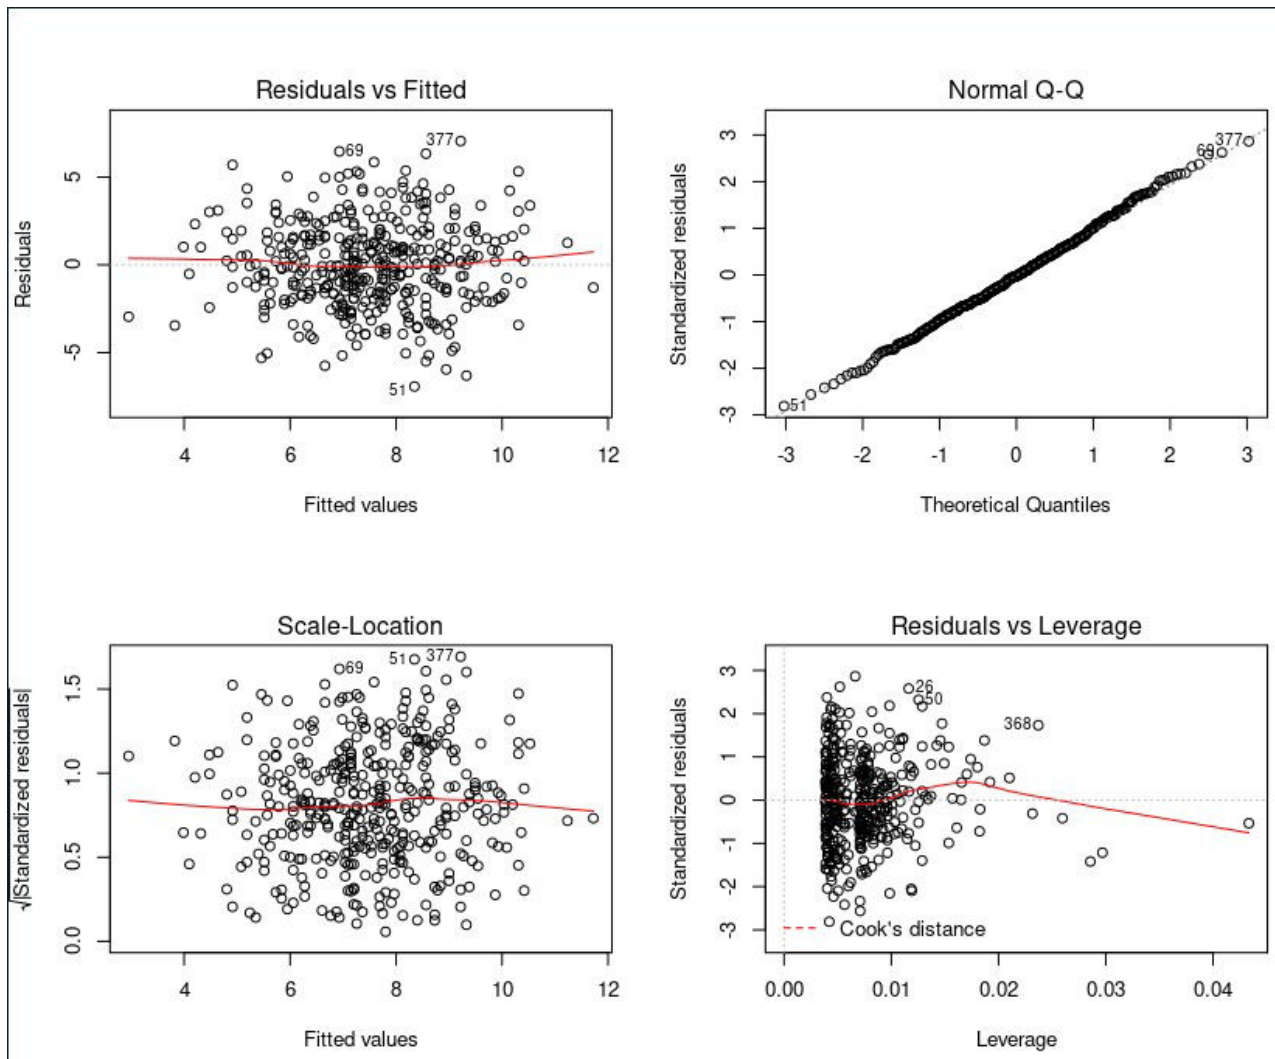 Residuals vs Fitted
Residuals
5
0
-5
377
69
51
4 6 8 10 12
Fitted values
Normal Q-Q
Standardized residuals
3
2
1
0
-1
-2
-3
69 377
51
-3 -2 -1 0 1 2 3
Theoretical Quantiles
Scale-Location
√|Standardized residuals|
1.5
1.0
0.5
0.0
51 377
69
4 6 8 10 12
Fitted values
Residuals vs Leverage
Standardized residuals
3
2
1
0
-1
-2
-3
26
50
368
Cook's distance
0.00 0.01 0.02 0.03 0.04
Leverage